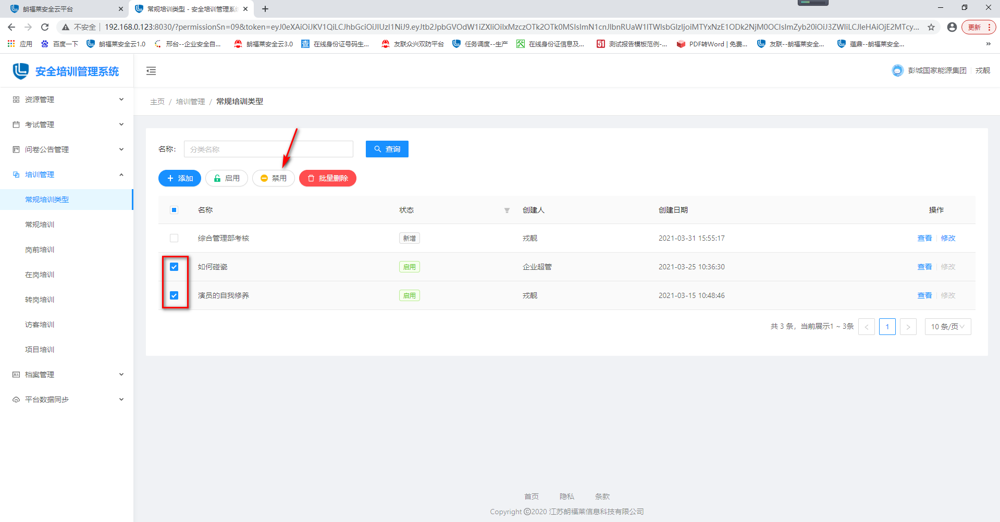 朗福莱安全云平台
常规培训类型 - 安全培训管理系统
不安全
192.168.0.123:8030/?permissionSn=09&token=eyJ0eXAiOiJKV1QiLCJhbGciOiJIUzI1NiJ9.eyJtb2JpbGVOdW1iZXIiOiIxMzczOTk2OTk0MSIsImN1cnJlbnRUaW1lTWlsbGlzIjoiMTYxNzE1ODk2NjM0OCIsImZyb20iOiJ3ZWIiLCJleHAiOjE2MTcy...
更新
应用
百度一下
朗福莱安全云1.0
邢台--企业安全自...
朗福莱安全云3.0
查 在线身份证号码生...
友联众兴双防平台
任务调度--生产
在线身份证信息及...
51 测试报告模板范例-...
PDF转Word | 免费...
友联--朗福莱安全...
蕴鼎--朗福莱安全...
»
安全培训管理系统
彭城国家能源集团
戎靓
资源管理
考试管理
问卷公告管理
培训管理
常规培训类型
常规培训
岗前培训
在岗培训
转岗培训
访客培训
项目培训
档案管理
平台数据同步
主页 / 培训管理 / 常规培训类型
名称: 分类名称 查询
添加 启用 禁用 批量删除
名称 状态 创建人 创建日期 操作
综合管理部考核 新增 戎靓 2021-03-31 15:55:17 查看 修改
如何碰瓷 启用 企业超管 2021-03-25 10:36:30 查看 修改
演员的自我修养 启用 戎靓 2021-03-15 10:48:46 查看 修改
共 3 条，当前展示1 ~ 3条 < 1 > 10 条/页
首页 隐私 条款
Copyright ©2020 江苏朗福莱信息科技有限公司